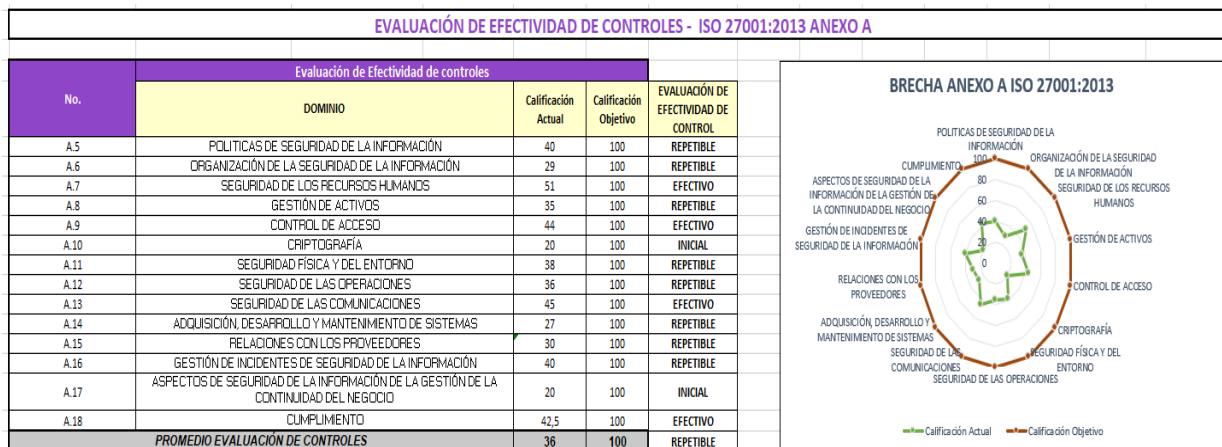 EVALUACIÓN DE EFECTIVIDAD DE CONTROLES - ISO 27001:2013 ANEXO A
No.
Evaluación de Efectividad de controles
DOMINIO
Calificación
Actual
Calificación
Objetivo
EVALUACIÓN DE
EFECTIVIDAD DE
CONTROL
A.5 POLITICAS DE SEGURIDAD DE LA INFORMACIÓN 40 100 REPETIBLE
A.6 ORGANIZACIÓN DE LA SEGURIDAD DE LA INFORMACIÓN 29 100 REPETIBLE
A.7 SEGURIDAD DE LOS RECURSOS HUMANOS 51 100 EFECTIVO
A.8 GESTIÓN DE ACTIVOS 35 100 REPETIBLE
A.9 CONTROL DE ACCESO 44 100 EFECTIVO
A.10 CRIPTOGRAFÍA 20 100 INICIAL
A.11 SEGURIDAD FÍSICA Y DEL ENTORNO 38 100 REPETIBLE
A.12 SEGURIDAD DE LAS OPERACIONES 36 100 REPETIBLE
A.13 SEGURIDAD DE LAS COMUNICACIONES 45 100 EFECTIVO
A.14 ADQUISICIÓN, DESARROLLO Y MANTENIMIENTO DE SISTEMAS 27 100 REPETIBLE
A.15 RELACIONES CON LOS PROVEEDORES 30 100 REPETIBLE
A.16 GESTIÓN DE INCIDENTES DE SEGURIDAD DE LA INFORMACIÓN 40 100 REPETIBLE
A.17 ASPECTOS DE SEGURIDAD DE LA INFORMACIÓN DE LA GESTIÓN DE LA
CONTINUIDAD DEL NEGOCIO 20 100 INICIAL
A.18 CUMPLIMIENTO 42,5 100 EFECTIVO
PROMEDIO EVALUACIÓN DE CONTROLES 36 100 REPETIBLE
BRECHA ANEXO A ISO 27001:2013
POLITICAS DE SEGURIDAD DE LA
INFORMACIÓN
ORGANIZACIÓN DE LA SEGURIDAD
DE LA INFORMACIÓN
SEGURIDAD DE LOS RECURSOS
HUMANOS
GESTIÓN DE ACTIVOS
CONTROL DE ACCESO
CRIPTOGRAFÍA
SEGURIDAD FÍSICA Y DEL
ENTORNO
SEGURIDAD DE LAS OPERACIONES
SEGURIDAD DE LAS
COMUNICACIONES
ADQUISICIÓN, DESARROLLO Y
MANTENIMIENTO DE SISTEMAS
RELACIONES CON LOS
PROVEEDORES
GESTIÓN DE INCIDENTES DE
SEGURIDAD DE LA INFORMACIÓN
ASPECTOS DE SEGURIDAD DE LA
INFORMACIÓN DE LA GESTIÓN DE
LA CONTINUIDAD DEL NEGOCIO
CUMPLIMIENTO
100
80
60
40
20
0
Calificación Actual
Calificación Objetivo